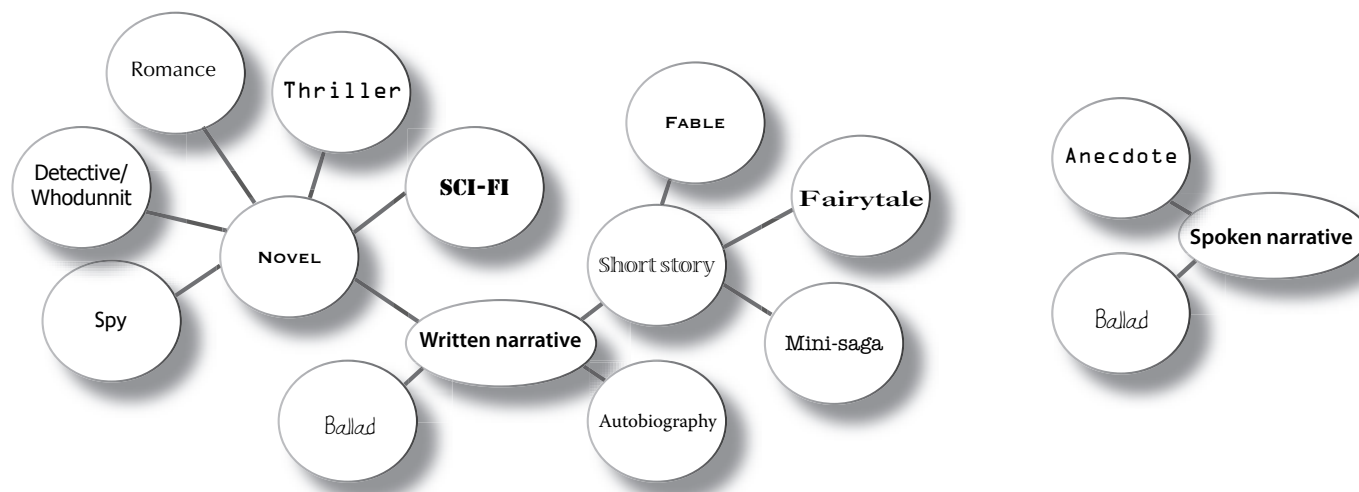 Romance
Thriller
Detective/
Whodunnit
SCI-FI
NOVEL
Spy
Written narrative
Ballad
Autobiography
Short story
FABLE
Fairytale
Mini-saga
Anecdote
Spoken narrative
Ballad